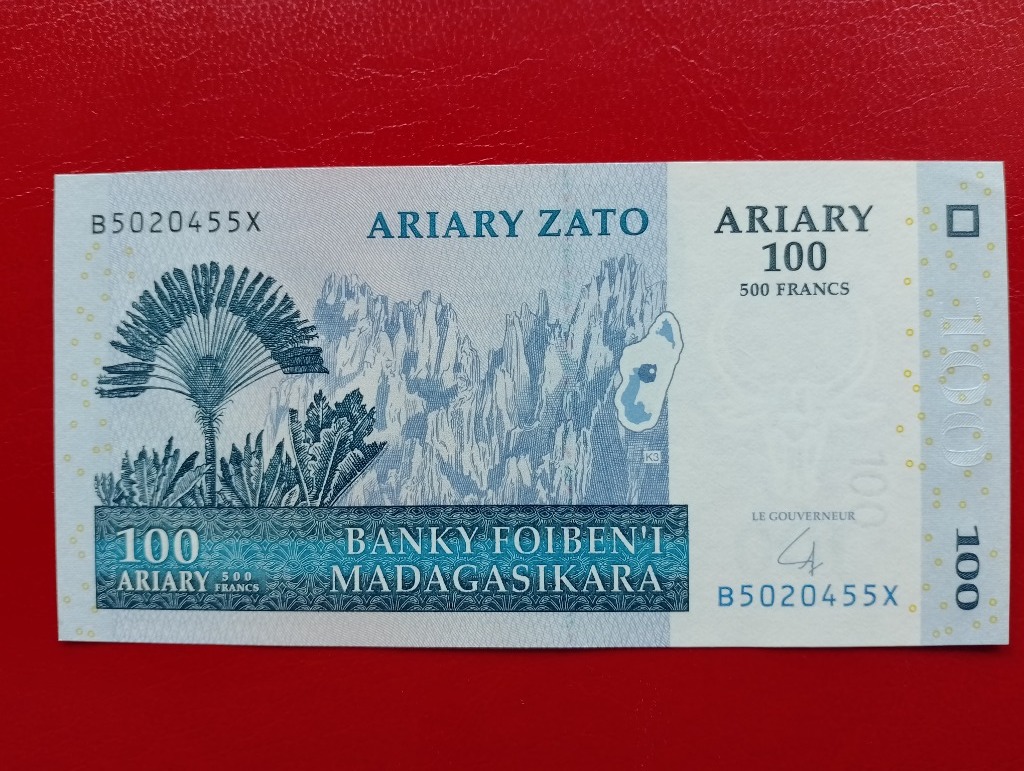 B5020455X
ARIARY ZATO
ARIARY
100
500 FRANCS
K3
100
ARIARY 500 FRANCS
BANKY FOIBEN'I
MADAGASIKARA
LE GOUVERNEUR
B5020455X
100
100